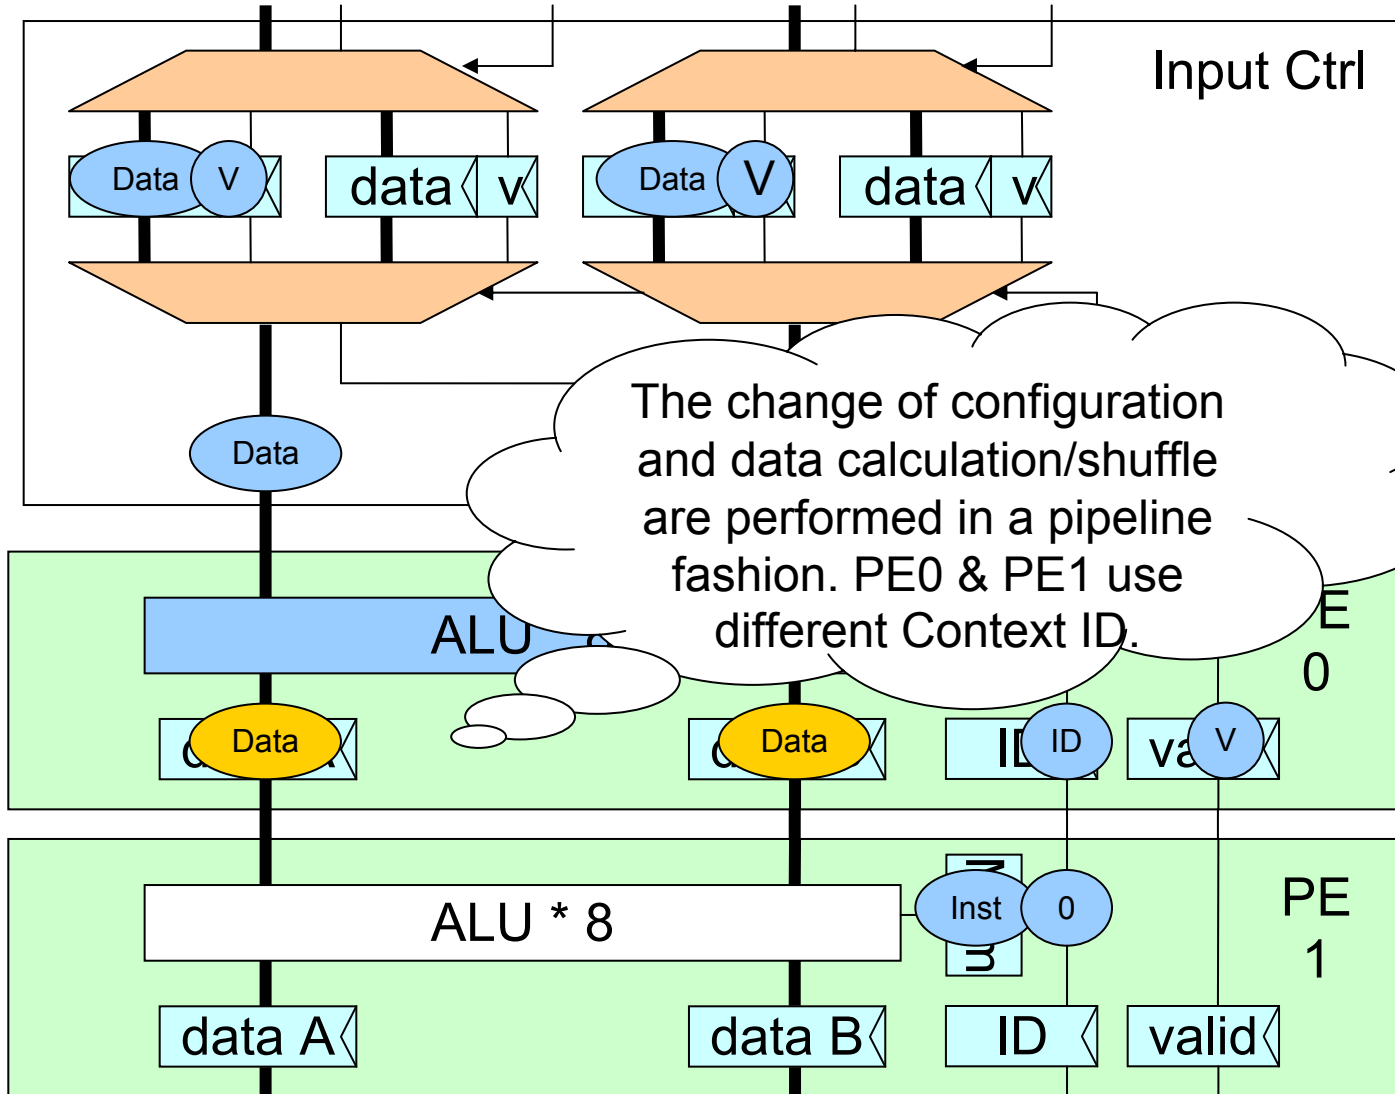 Input Ctrl
Data V data v Data V data v
The change of configuration
and data calculation/shuffle
are performed in a pipeline
fashion. PE0 & PE1 use
different Context ID.
Data
ALU
0
Data Data ID V
PE
1
Inst 0
ALU * 8
data A data B ID valid